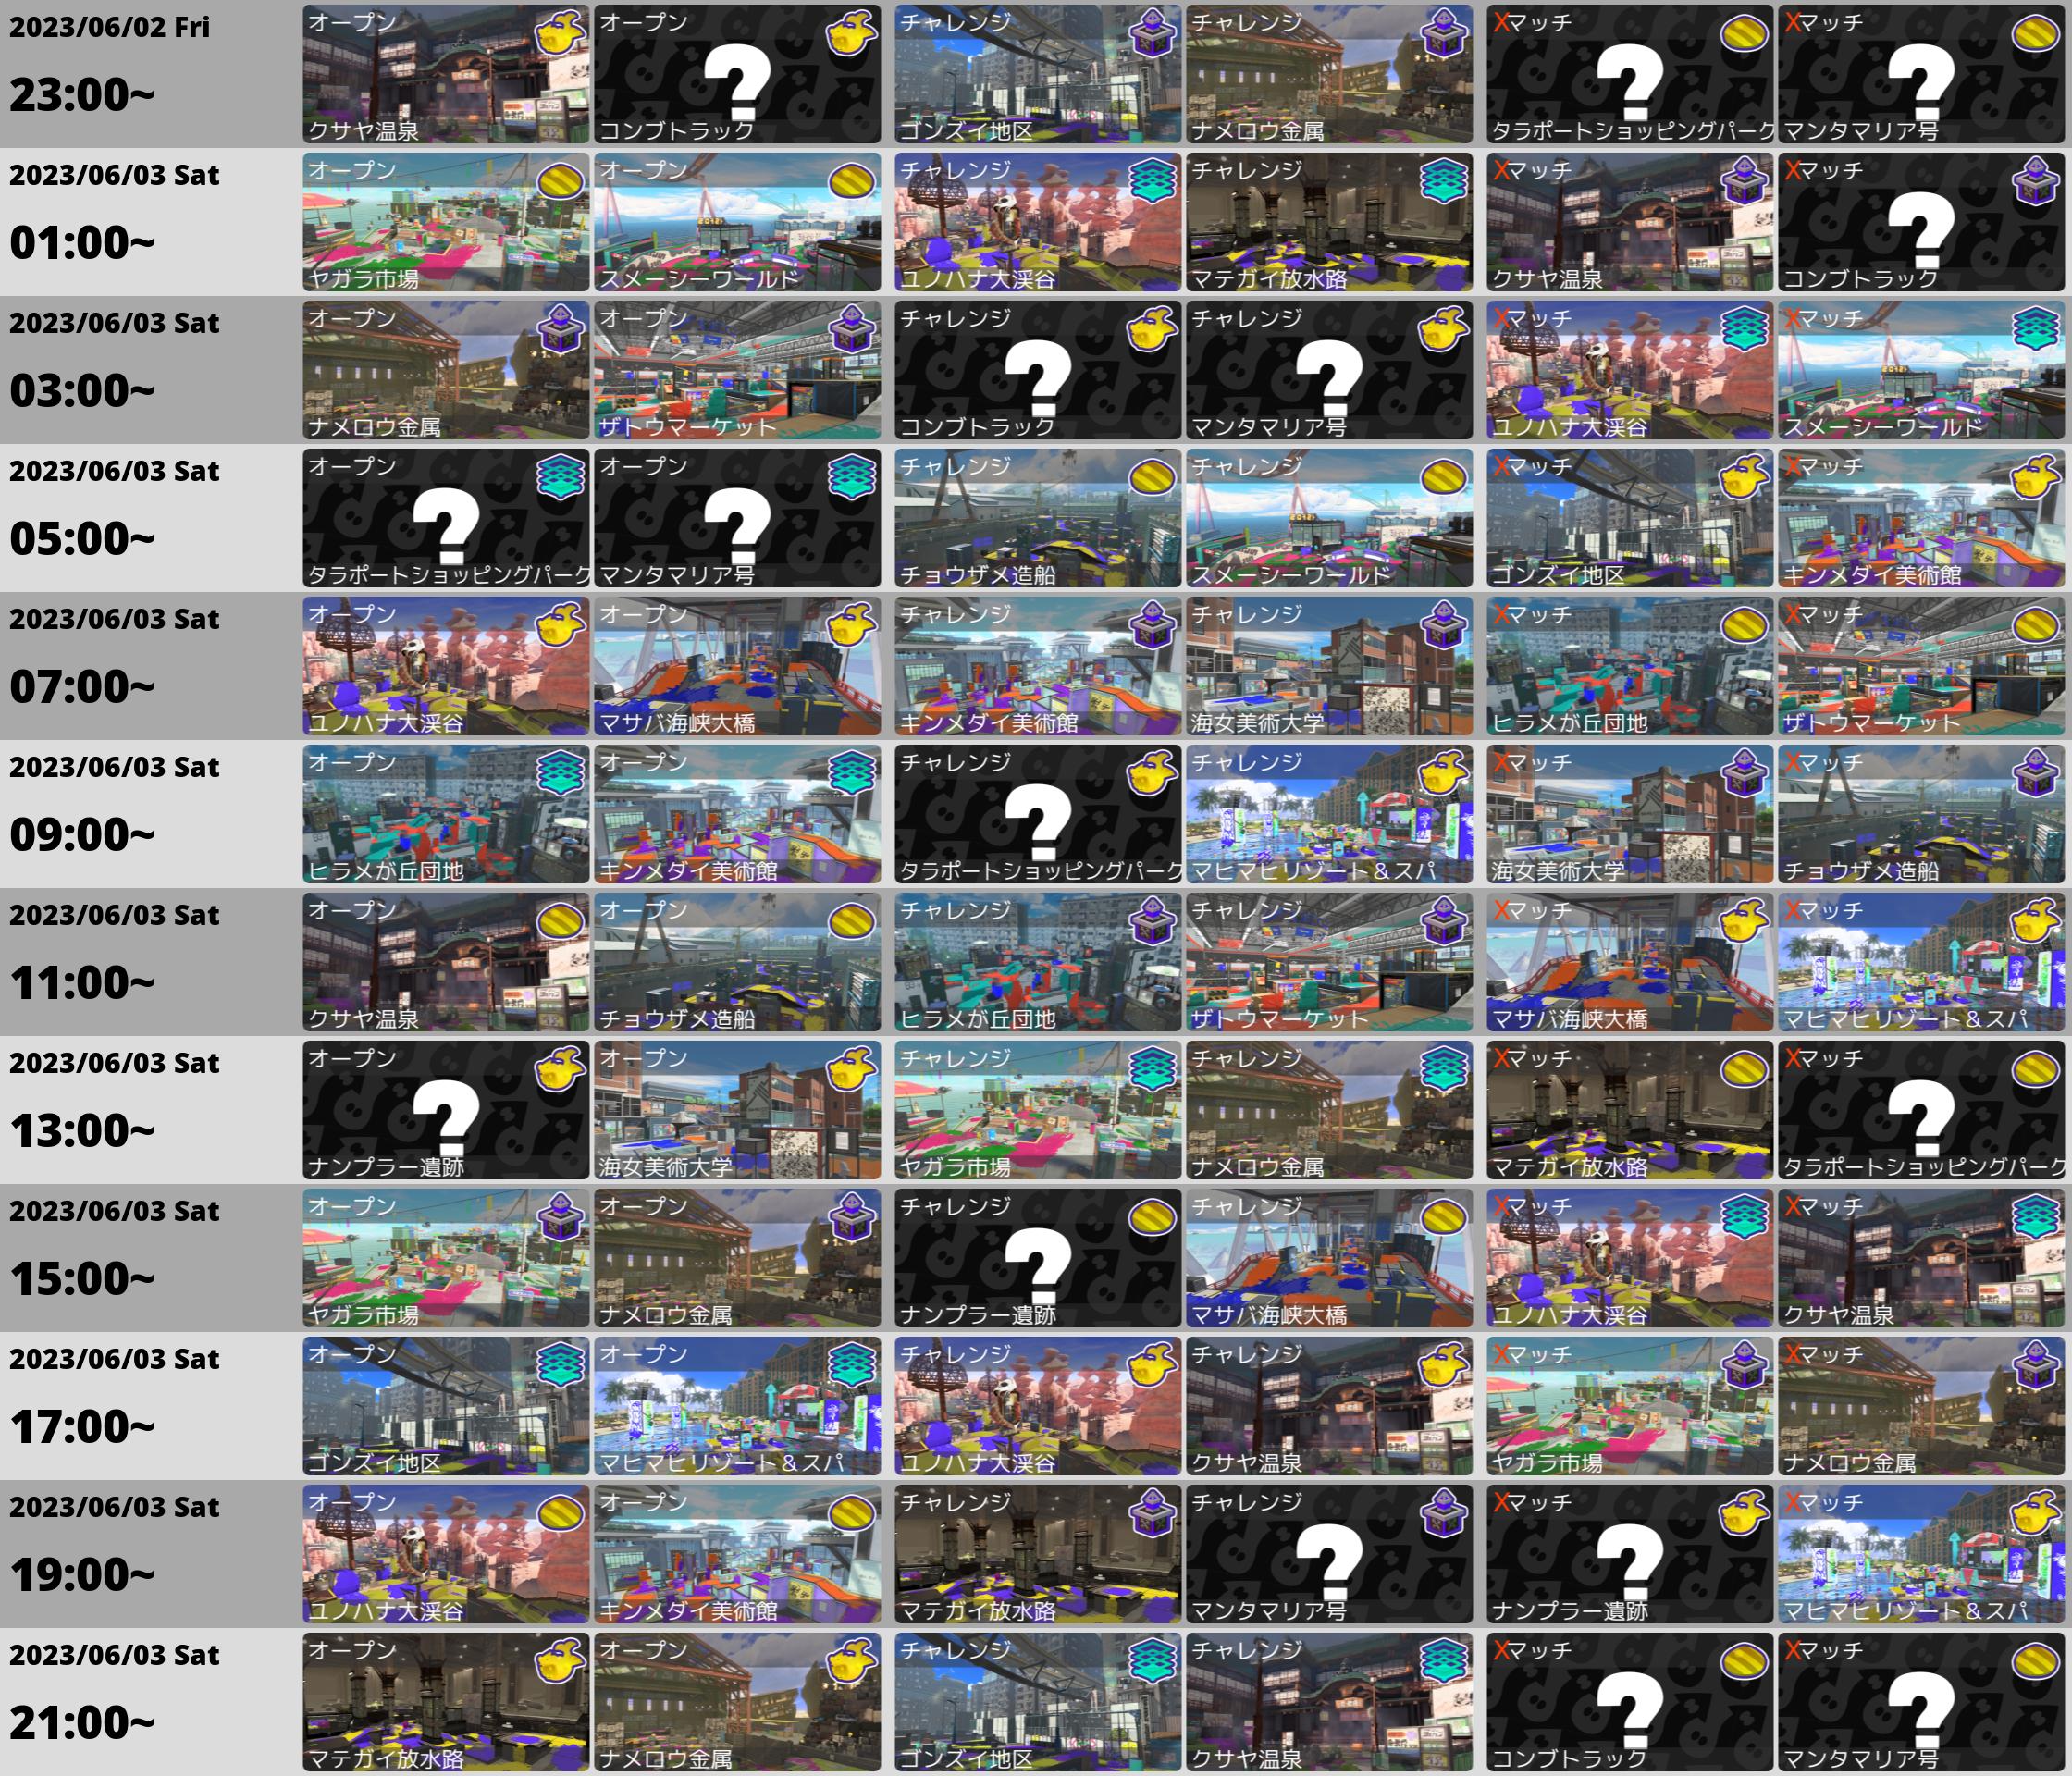 2023/06/02 Fri
23:00~
オープン オープン チャレンジ チャレンジ Xマッチ Xマッチ
クサヤ温泉 コンブトラック ゴンズイ地区 ナメロウ金属 タラポートショッピングパーク マンタマリア号
2023/06/03 Sat
01:00~
オープン オープン チャレンジ チャレンジ Xマッチ Xマッチ
ヤガラ市場 スメーシーワールド ユノハナ大渓谷 マテガイ放水路 クサヤ温泉 コンブトラック
2023/06/03 Sat
03:00~
オープン オープン チャレンジ チャレンジ Xマッチ Xマッチ
ナメロウ金属 ザトウマーケット コンブトラック マンタマリア号 ユノハナ大渓谷 スメーシーワールド
2023/06/03 Sat
05:00~
オープン オープン チャレンジ チャレンジ Xマッチ Xマッチ
タラポートショッピングパーク マンタマリア号 チョウザメ造船 スメーシーワールド ゴンズイ地区 キンメダイ美術館
2023/06/03 Sat
07:00~
オープン オープン チャレンジ チャレンジ Xマッチ Xマッチ
ユノハナ大渓谷 マサバ海峡大橋 キンメダイ美術館 海女美術大学 ヒラメが丘団地 ザトウマーケット
2023/06/03 Sat
09:00~
オープン オープン チャレンジ チャレンジ Xマッチ Xマッチ
ヒラメが丘団地 キンメダイ美術館 タラポートショッピングパーク マヒマヒリゾート&スパ 海女美術大学 チョウザメ造船
2023/06/03 Sat
11:00~
オープン オープン チャレンジ チャレンジ Xマッチ Xマッチ
クサヤ温泉 チョウザメ造船 ヒラメが丘団地 ザトウマーケット マサバ海峡大橋 マヒマヒリゾート&スパ
2023/06/03 Sat
13:00~
オープン オープン チャレンジ チャレンジ Xマッチ Xマッチ
ナンプラー遺跡 海女美術大学 ヤガラ市場 ナメロウ金属 マテガイ放水路 タラポートショッピングパーク
2023/06/03 Sat
15:00~
オープン オープン チャレンジ チャレンジ Xマッチ Xマッチ
ヤガラ市場 ナメロウ金属 ナンプラー遺跡 マサバ海峡大橋 ユノハナ大渓谷 クサヤ温泉
2023/06/03 Sat
17:00~
オープン オープン チャレンジ チャレンジ Xマッチ Xマッチ
ゴンズイ地区 マヒマヒリゾート&スパ ユノハナ大渓谷 クサヤ温泉 ヤガラ市場 ナメロウ金属
2023/06/03 Sat
19:00~
オープン オープン チャレンジ チャレンジ Xマッチ Xマッチ
ユノハナ大渓谷 キンメダイ美術館 マテガイ放水路 マンタマリア号 ナンプラー遺跡 マヒマヒリゾート&スパ
2023/06/03 Sat
21:00~
オープン オープン チャレンジ チャレンジ Xマッチ Xマッチ
マテガイ放水路 ナメロウ金属 ゴンズイ地区 クサヤ温泉 コンブトラック マンタマリア号